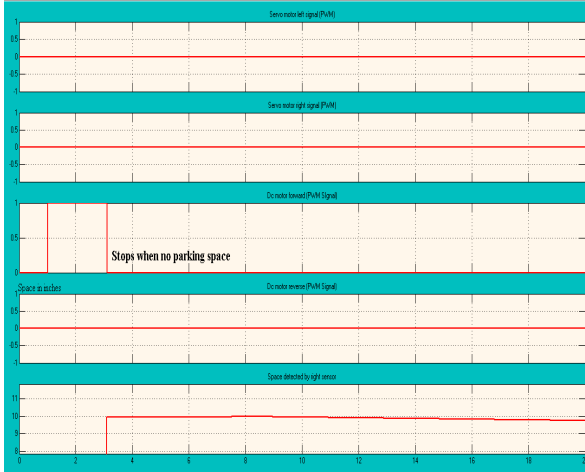 Servo motor left signal (PWM)
1
0.5
0
-0.5
-1
Servo motor right signal (PWM)
1
0.5
0
-0.5
-1
Dc motor forward (PWM Signal)
1
0.5
Stops when no parking space
0
Space in inches
Dc motor reverse (PWM Signal)
1
0.5
0
-0.5
-1
Space detected by right sensor
11
10
9
8
0 2 4 6 8 10 12 14 16 18